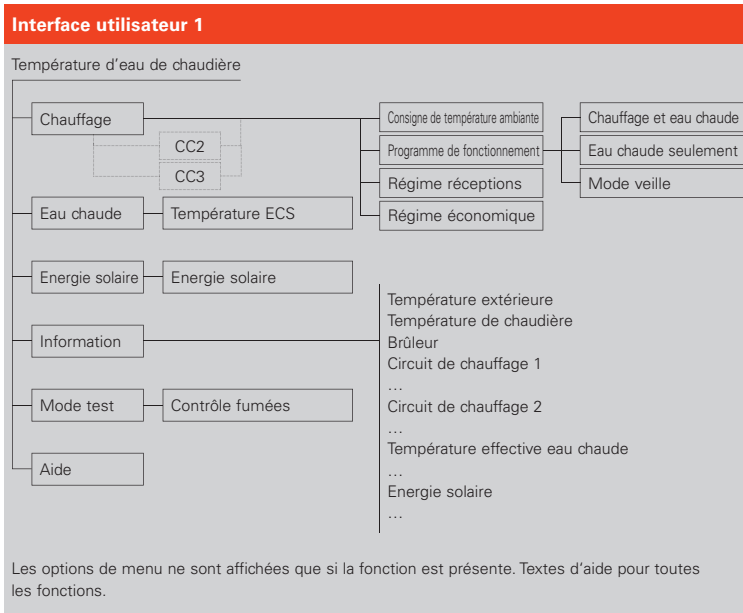 Interface utilisateur 1
Température d'eau de chaudière
Chauffage
CC2
CC3
Consigne de température ambiante
Programme de fonctionnement
Régime réceptions
Régime économique
Chauffage et eau chaude
Eau chaude seulement
Mode veille
Eau chaude
Température ECS
Energie solaire
Energie solaire
Information
Température extérieure
Température de chaudière
Brûleur
Circuit de chauffage 1
…
Circuit de chauffage 2
…
Température effective eau chaude
…
Energie solaire
…
Mode test
Contrôle fumées
Aide
Les options de menu ne sont affichées que si la fonction est présente. Textes d'aide pour toutes
les fonctions.